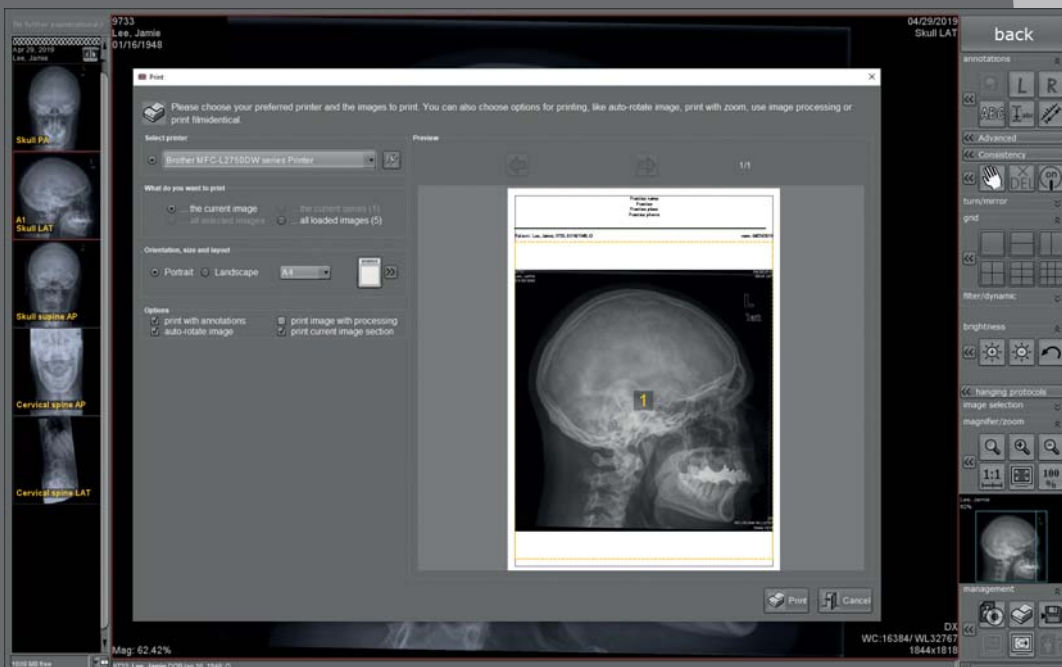 9733
Lee, Jamie
01/16/1948
04/29/2019
Skull LAT
Apr 29, 2019
Lee, Jamie
Skull PA
A1
Skull LAT
Skull supine AP
Cervical spine AP
Cervical spine LAT
Print
Please choose your preferred printer and the images to print. You can also choose options for printing, like auto-rotate image, print with zoom, use image processing or
print filmidentical.
Select printer
Brother MFC-L2750DW series Printer
What do you want to print
... the current image
... the current series (1)
... all selected images
... all loaded images (5)
Orientation, size and layout
Portrait
Landscape
A4
Options
print with annotations
print image with processing
auto-rotate image
print current image section
Preview
1/1
Practice name
Practice
Practice place
Practice phone
1
Print
Cancel
Mag: 62.42%
DX
WC:16384/ WL32767
1844x1818
back
annotations
L
R
ABC
abc
Advanced
Consistency
DEL
on
turn/mirror
grid
filter/dynamic
brightness
hanging protocols
image selection
magnifier/zoom
1:1
100
%
Lee, Jamie
62%
management